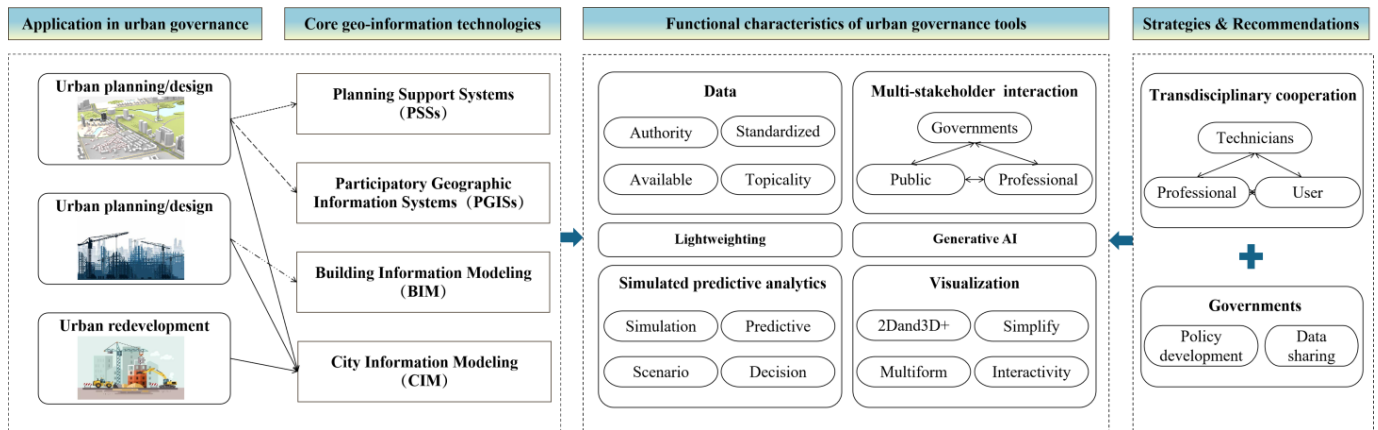 Application in urban governance
Core geo-information technologies
Functional characteristics of urban governance tools
Strategies & Recommendations
Urban planning/design
Urban planning/design
Urban redevelopment
Planning Support Systems
（PSSs）
Participatory Geographic
Information Systems（PGISs）
Building Information Modeling
（BIM）
City Information Modeling
（CIM）
Data
Authority
Standardized
Available
Topicality
Multi-stakeholder interaction
Governments
Public
Professional
Lightweighting
Generative AI
Simulated predictive analytics
Simulation
Predictive
Scenario
Decision
Visualization
2Dand3D+
Simplify
Multiform
Interactivity
Transdisciplinary cooperation
Technicians
Professional
User
Governments
Policy
development
Data
sharing